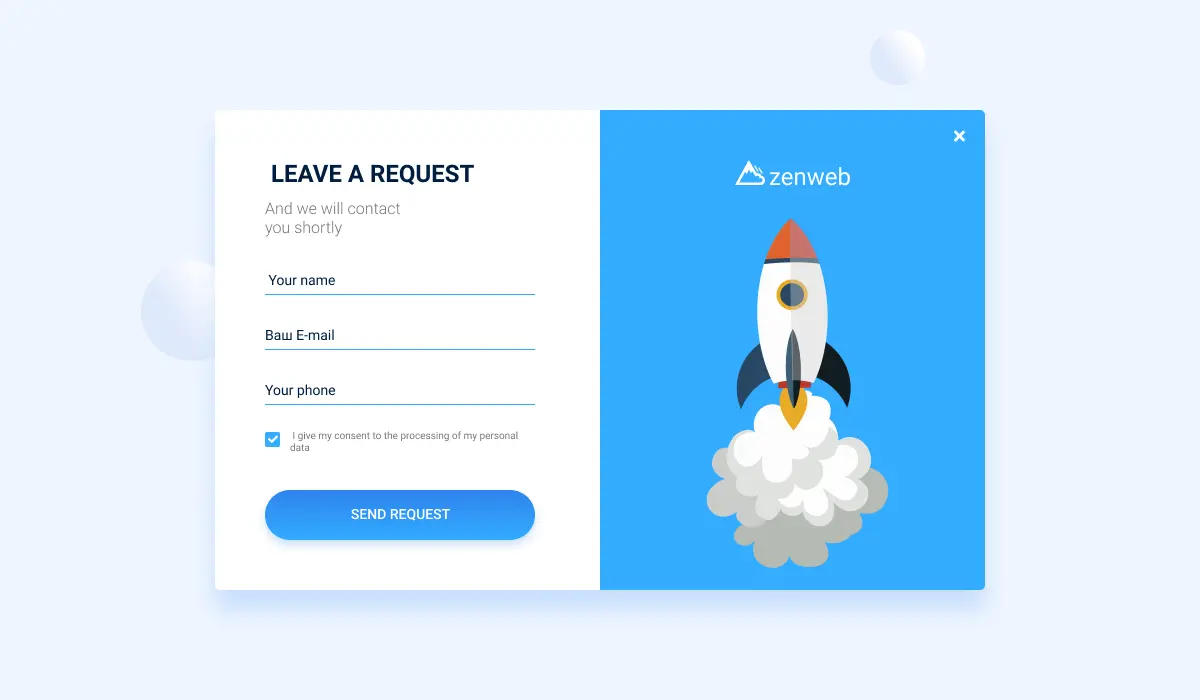 LEAVE A REQUEST
And we will contact
you shortly
Your name
Ваш E-mail
Your phone
I give my consent to the processing of my personal
data
SEND REQUEST
zenweb